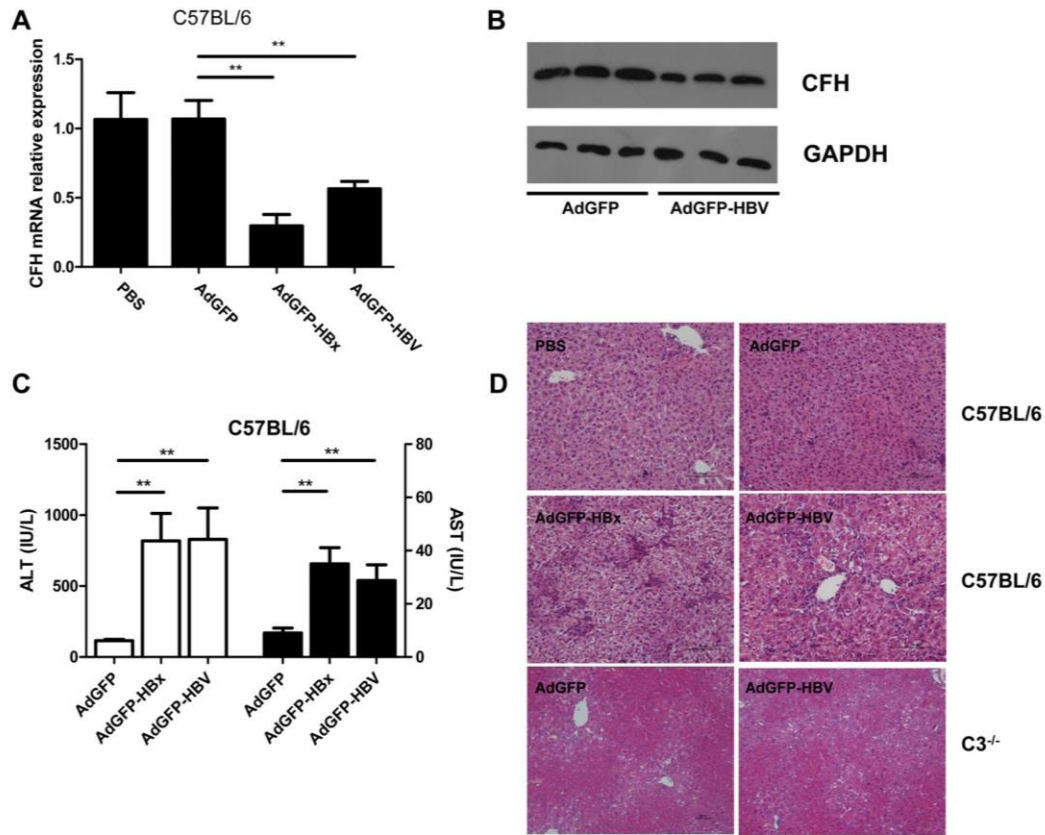 A
C57BL/6
CFH mRNA relative expression
1.5
1.0
0.5
0.0
**
**
PBS
AdGFP
AdGFP-HBx
AdGFP-HBV
B
CFH
GAPDH
AdGFP
AdGFP-HBV
C
C57BL/6
ALT (IU/L)
1500
1000
500
0
**
**
**
**
80
60
40
20
0
AST (IU/L)
AdGFP
AdGFP-HBx
AdGFP-HBV
AdGFP
AdGFP-HBx
AdGFP-HBV
D
PBS
AdGFP
C57BL/6
AdGFP-HBx
AdGFP-HBV
C57BL/6
AdGFP
AdGFP-HBV
C3-/-